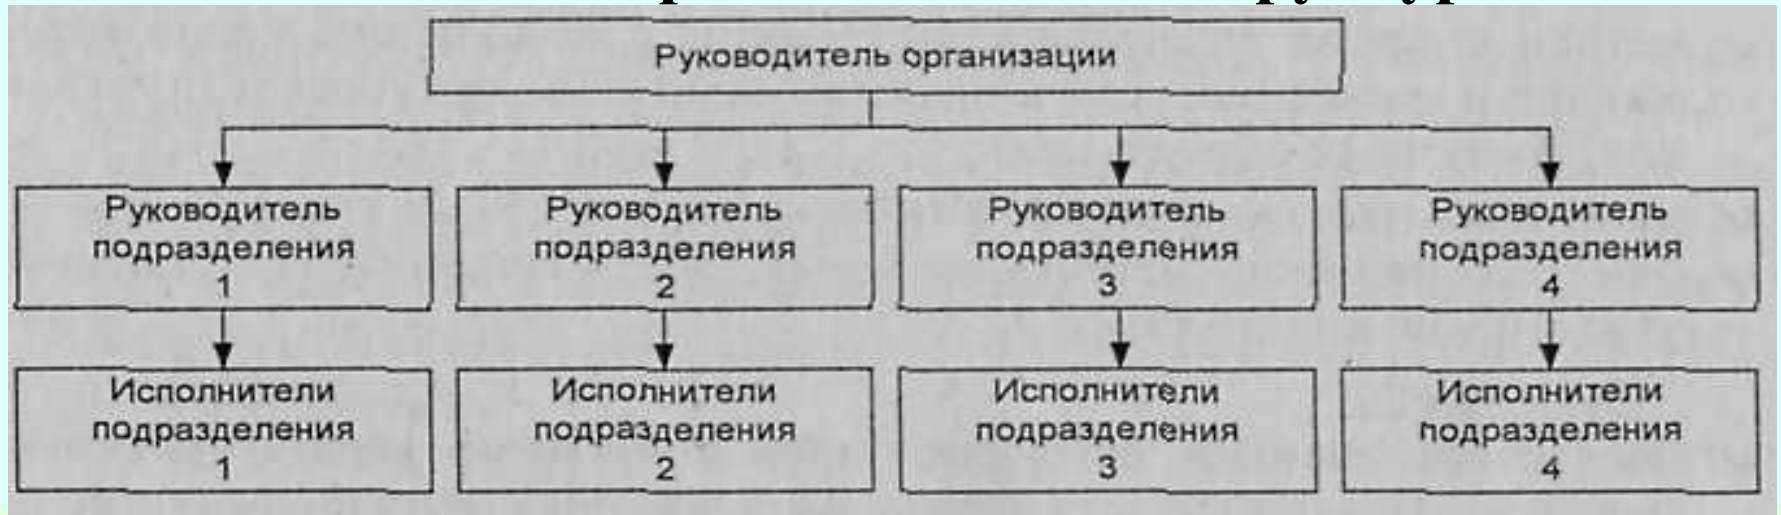 Руководитель организации
Руководитель
подразделения
1
Руководитель
подразделения
2
Руководитель
подразделения
3
Руководитель
подразделения
4
Исполнители
подразделения
1
Исполнители
подразделения
2
Исполнители
подразделения
3
Исполнители
подразделения
4